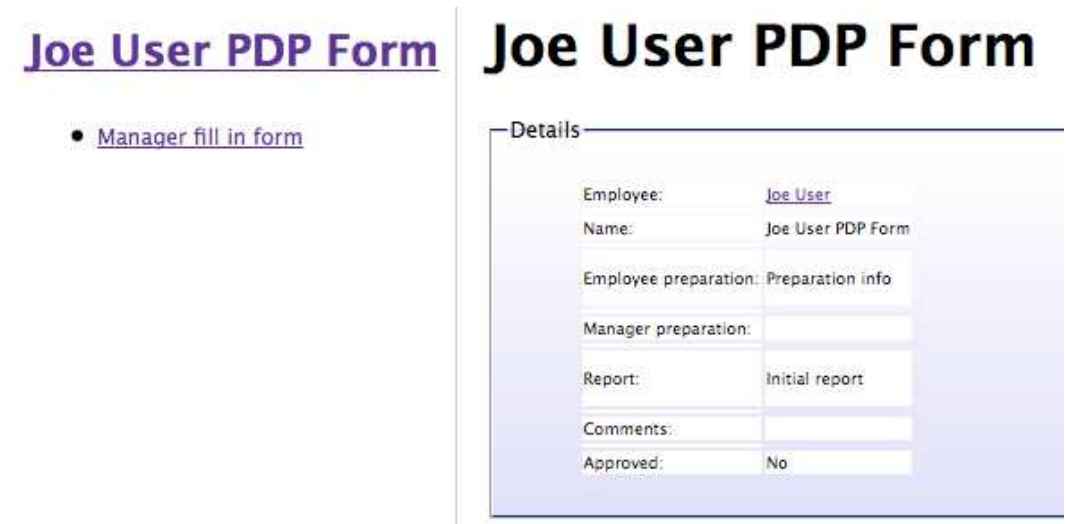 Joe User PDP Form
Manager fill in form
Joe User PDP Form
Details
Employee: Joe User
Name: Joe User PDP Form
Employee preparation: Preparation info
Manager preparation:
Report: Initial report
Comments:
Approved: No